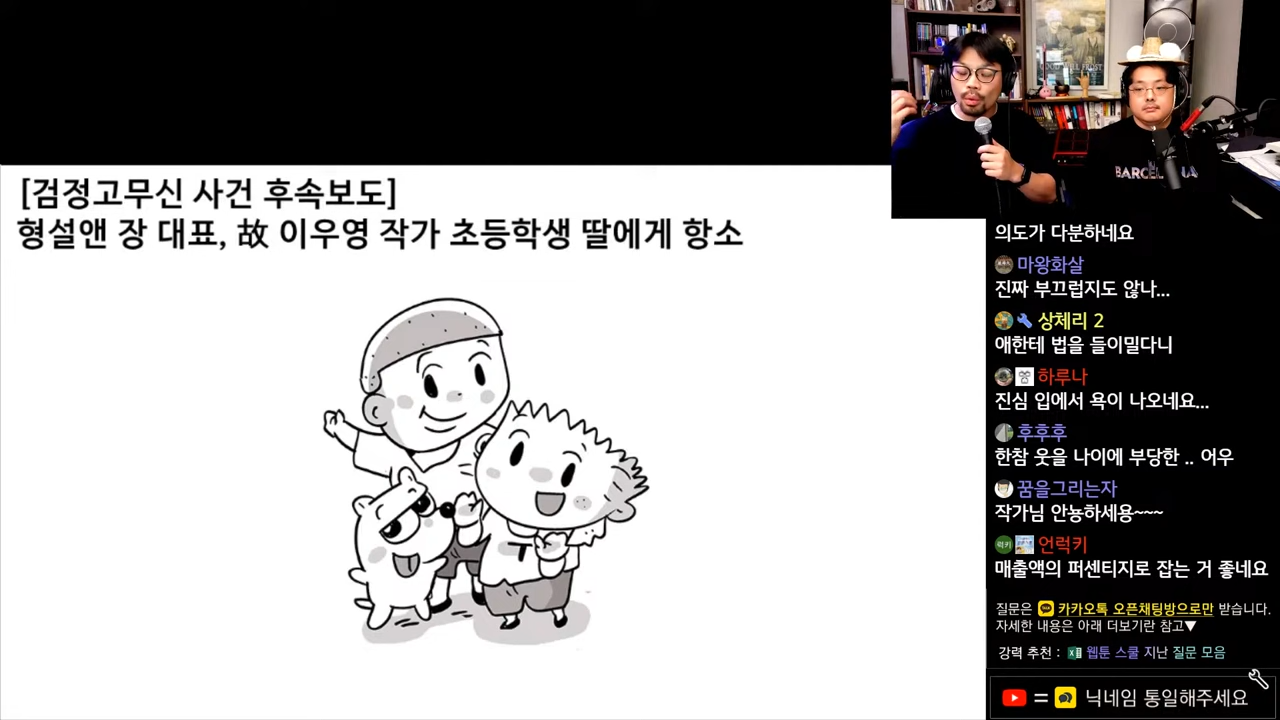 [검정고무신 사건 후속보도]
형설앤 장 대표, 故 이우영 작가 초등학생 딸에게 항소
T
BARCELONA
의도가 다분하네요
마왕화살
진짜 부끄럽지도 않나...
상체리 2
애한테 법을 들이밀다니
하루나
진심 입에서 욕이 나오네요...
후후후
한참 웃을 나이에 부당한 .. 어우
꿈을그리는자
작가님 안뇽하세용~~~
럭키 언럭키
매출액의 퍼센티지로 잡는 거 좋네요
질문은 카카오톡 오픈채팅방으로만 받습니다.
자세한 내용은 아래 더보기란 참고▼
강력 추천 : 웹툰 스쿨 지난 질문 모음
= 닉네임 통일해주세요